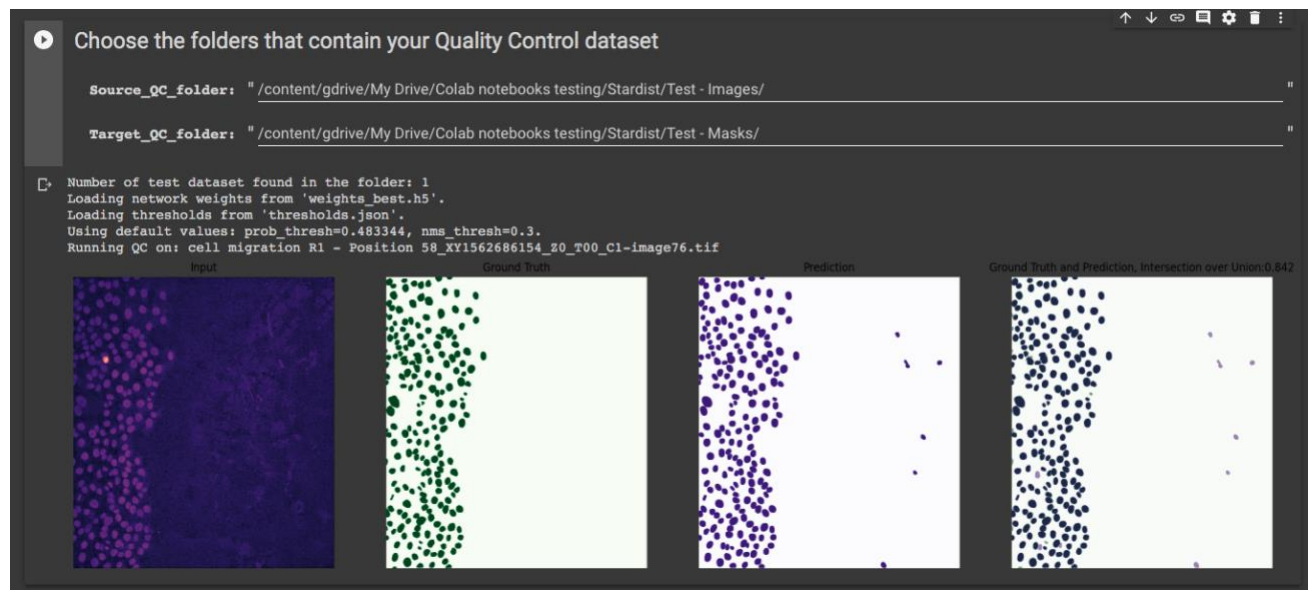 Choose the folders that contain your Quality Control dataset
Source_QC_folder: "/content/gdrive/My Drive/Colab notebooks testing/Stardist/Test - Images/"
Target_QC_folder: "/content/gdrive/My Drive/Colab notebooks testing/Stardist/Test - Masks/"
Number of test dataset found in the folder: 1
Loading network weights from 'weights_best.h5'.
Loading thresholds from 'thresholds.json'.
Using default values: prob_thresh=0.483344, nms_thresh=0.3.
Running QC on: cell migration R1 - Position 58_XY1562686154_Z0_T00_C1-image76.tif
Input
Ground Truth
Prediction
Ground Truth and Prediction, Intersection over Union:0.842